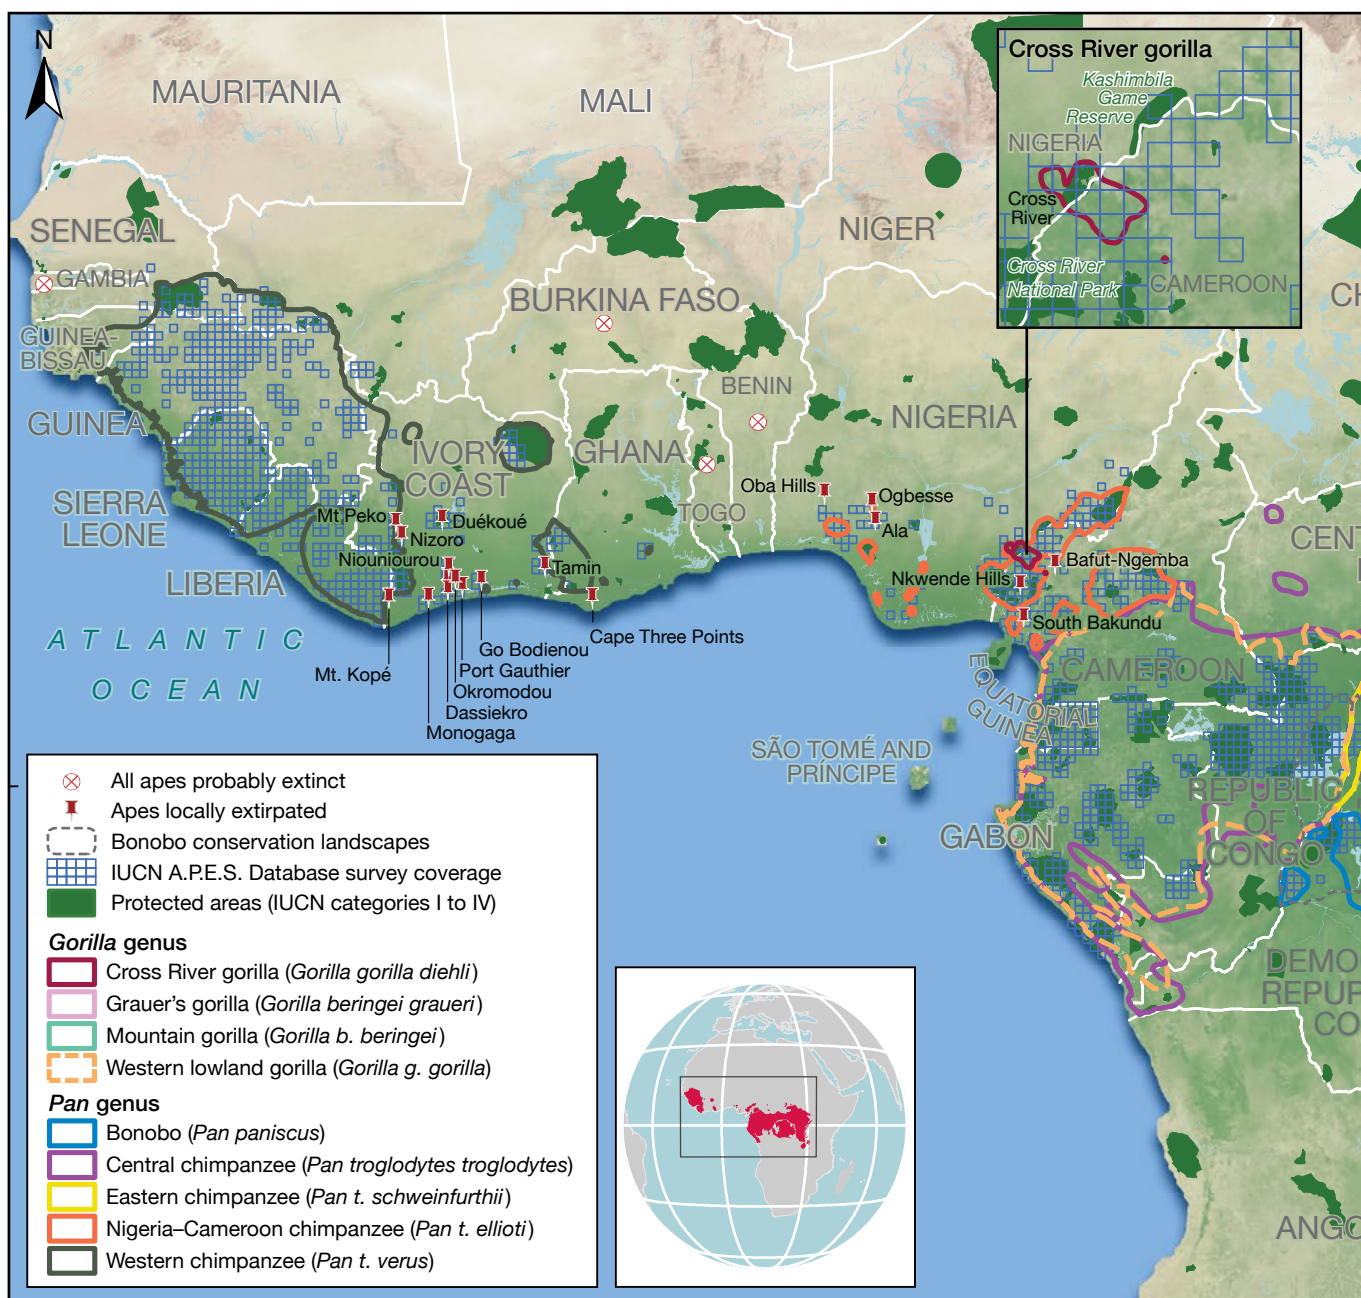 N
MAURITANIA
MALI
NIGER
SENEGAL
GAMBIA
GUINEA-
BISSAU
GUINEA
SIERRA
LEONE
LIBERIA
BURKINA FASO
IVORY
COAST
GHANA
TOGO
BENIN
NIGERIA
CH
CENT
CAMEROON
EQUATORIAL
GUINEA
SÃO TOMÉ AND
PRÍNCIPE
GABON
REPUBLIC
OF
CONGO
DEMO
REPUB
CO
ANGO
ATLANTIC
OCEAN
Cross River gorilla
Kashimbila
Game
Reserve
NIGERIA
Cross
River
Cross River
National Park
CAMEROON
Oba Hills
Ogbesse
Ala
Nkwende Hills
Bafut-Ngemba
South Bakundu
Mt Peko
Nizoro
Duékoué
Niouniourou
Tamin
Cape Three Points
Go Bodienou
Port Gauthier
Okromodou
Dassiekro
Monogaga
Mt. Kopé
All apes probably extinct
Apes locally extirpated
Bonobo conservation landscapes
IUCN A.P.E.S. Database survey coverage
Protected areas (IUCN categories I to IV)
Gorilla genus
Cross River gorilla (Gorilla gorilla diehli)
Grauer's gorilla (Gorilla beringei graueri)
Mountain gorilla (Gorilla b. beringei)
Western lowland gorilla (Gorilla g. gorilla)
Pan genus
Bonobo (Pan paniscus)
Central chimpanzee (Pan troglodytes troglodytes)
Eastern chimpanzee (Pan t. schweinfurthii)
Nigeria–Cameroon chimpanzee (Pan t. ellioti)
Western chimpanzee (Pan t. verus)